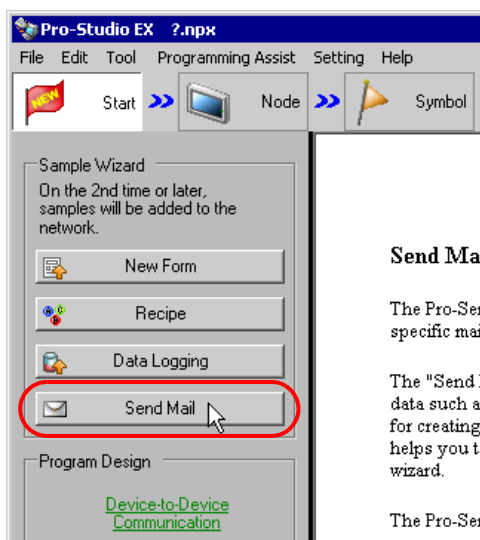 Pro-Studio EX ?.npx
File Edit Tool Programming Assist Setting Help
NEW Start Node Symbol
Sample Wizard
On the 2nd time or later,
samples will be added to the
network.
New Form
Recipe
Data Logging
Send Mail
Program Design
Device-to-Device
Communication
Send Ma
The Pro-Ser
specific mai
The "Send
data such a
for creating
helps you t
wizard.
The Pro-Ser